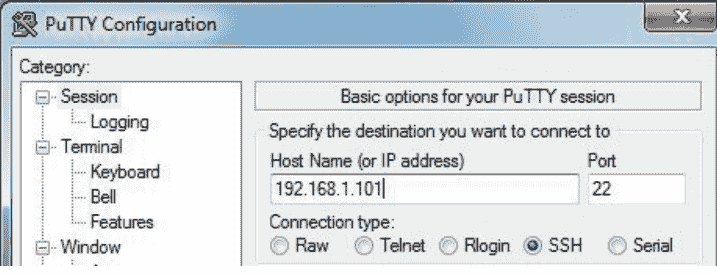 PuTTY Configuration
Category:
Session
Logging
Terminal
Keyboard
Bell
Features
Window
Basic options for your PuTTY session
Specify the destination you want to connect to
Host Name (or IP address) Port
192.168.1.101 22
Connection type:
Raw Telnet Rlogin SSH Serial